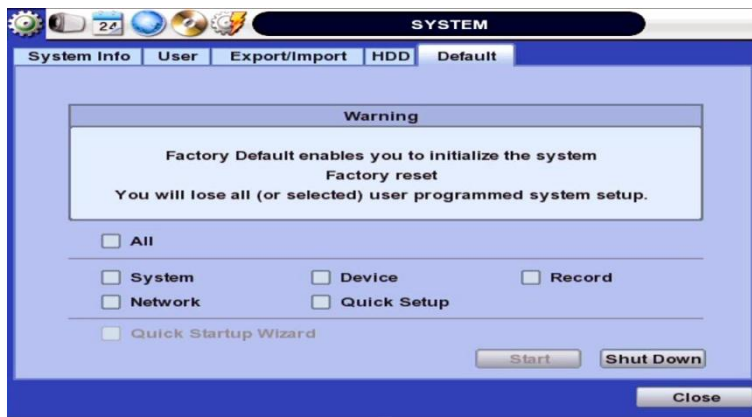 24
SYSTEM
System Info User Export/Import HDD Default
Warning
Factory Default enables you to initialize the system
Factory reset
You will lose all (or selected) user programmed system setup.
All
System Device Record
Network Quick Setup
Quick Startup Wizard
Start Shut Down
Close